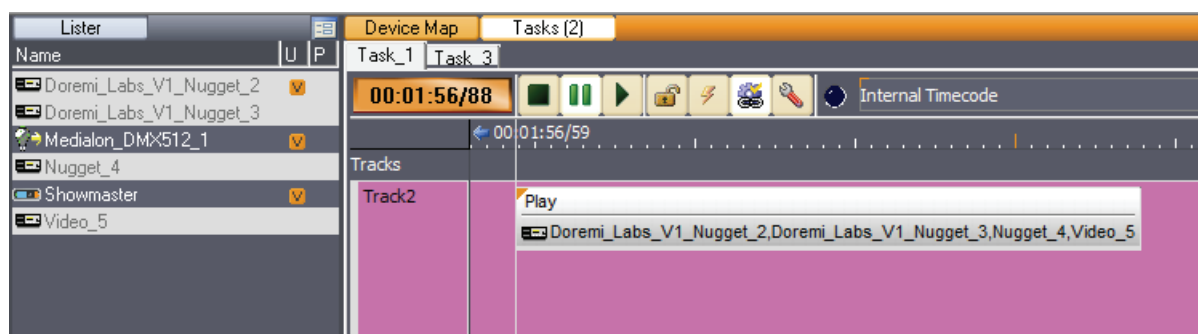 Lister
Name U P
Doremi_Labs_V1_Nugget_2 V
Doremi_Labs_V1_Nugget_3
Medialon_DMX512_1 V
Nugget_4
Showmaster V
Video_5
Device Map Tasks (2)
Task_1 Task_3
00:01:56/88 Internal Timecode
00:01:56/59
Tracks
Track2 Play
Doremi_Labs_V1_Nugget_2,Doremi_Labs_V1_Nugget_3,Nugget_4,Video_5